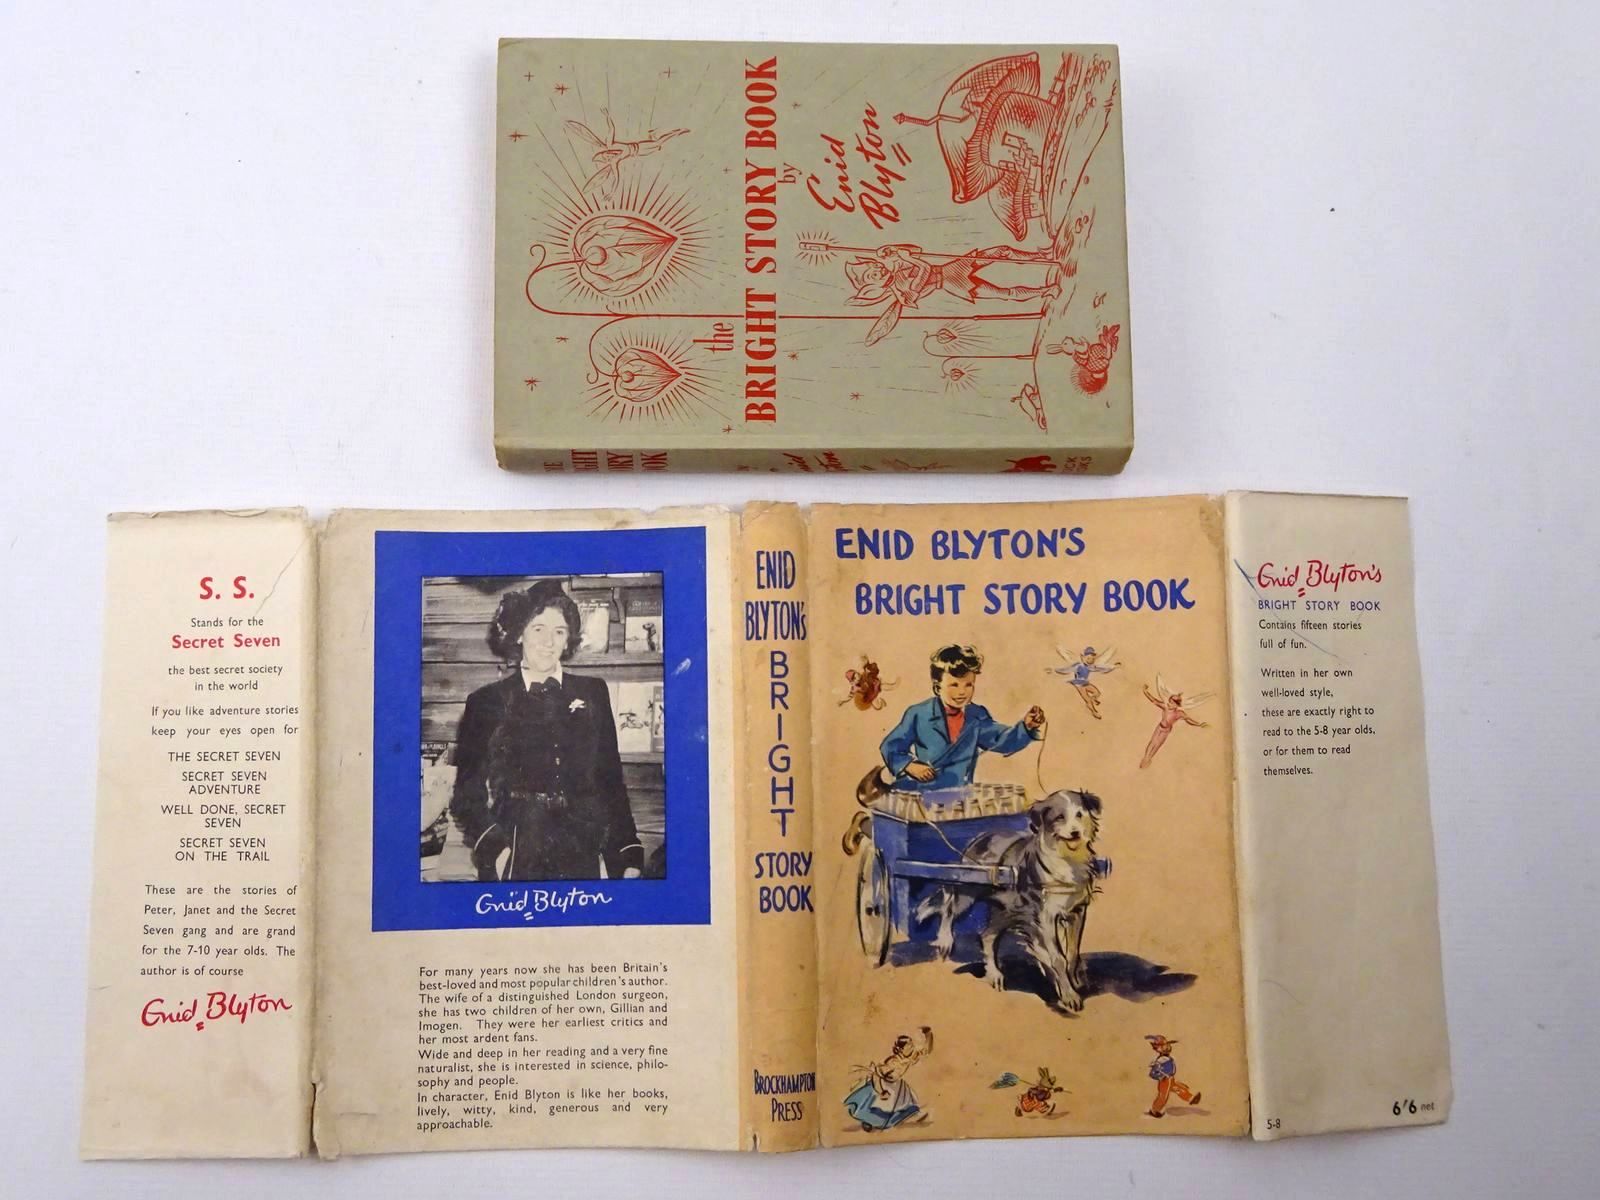 the
BRIGHT STORY BOOK
by
Enid
Blyton
S. S.
Stands for the
Secret Seven
the best secret society
in the world
If you like adventure stories
keep your eyes open for
THE SECRET SEVEN
SECRET SEVEN
ADVENTURE
WELL DONE, SECRET
SEVEN
SECRET SEVEN
ON THE TRAIL
These are the stories of
Peter, Janet and the Secret
Seven gang and are grand
for the 7-10 year olds. The
author is of course
Enid Blyton
Enid Blyton
For many years now she has been Britain's
best-loved and most popular children's author.
The wife of a distinguished London surgeon,
she has two children of her own, Gillian and
Imogen. They were her earliest critics and
her most ardent fans.
Wide and deep in her reading and a very fine
naturalist, she is interested in science, philo-
sophy and people.
In character, Enid Blyton is like her books,
lively, witty, kind, generous and very
approachable.
ENID
BLYTON'S
BRIGHT
STORY
BOOK
BROCKHAMPTON
PRESS
ENID BLYTON'S
BRIGHT STORY BOOK
Enid Blyton's
BRIGHT STORY BOOK
Contains fifteen stories
full of fun.
Written in her own
well-loved style,
these are exactly right to
read to the 5-8 year olds,
or for them to read
themselves.
5-8
6'6 net